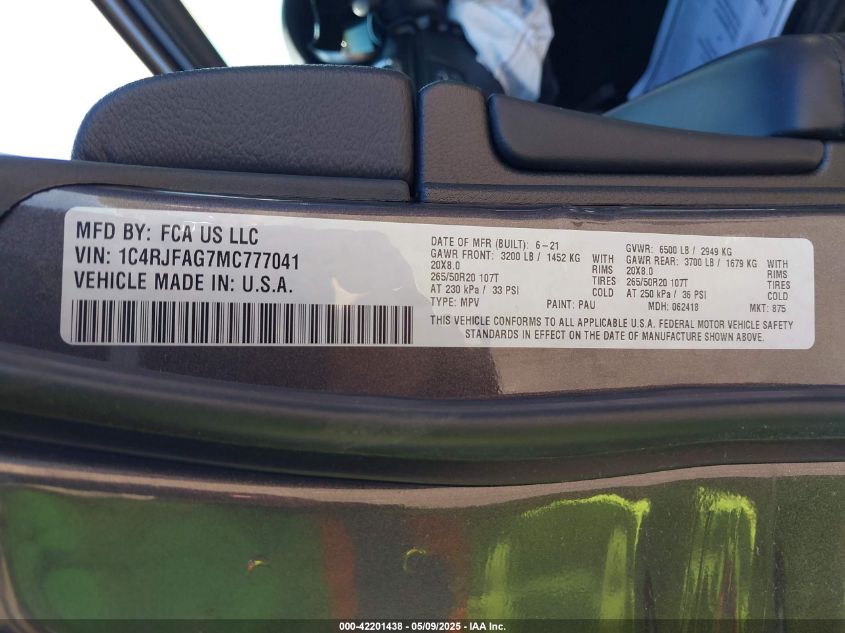 MFD BY: FCA US LLC
VIN: 1C4RJFAG7MC777041
VEHICLE MADE IN: U.S.A.
DATE OF MFR (BUILT): 6-21 GVWR: 6500 LB / 2949 KG
GAWR FRONT: 3200 LB / 1452 KG WITH GAWR REAR: 3700 LB / 1679 KG WITH
20X8.0 RIMS 20X8.0 RIMS
265/50R20 107T TIRES 265/50R20 107T TIRES
AT 230 kPa / 33 PSI COLD AT 250 kPa / 36 PSI COLD
TYPE: MPV PAINT: PAU MDH: 062418 MKT: 875
THIS VEHICLE CONFORMS TO ALL APPLICABLE U.S.A. FEDERAL MOTOR VEHICLE SAFETY
STANDARDS IN EFFECT ON THE DATE OF MANUFACTURE SHOWN ABOVE.
000-42201438 - 05/09/2025 - IAA Inc.